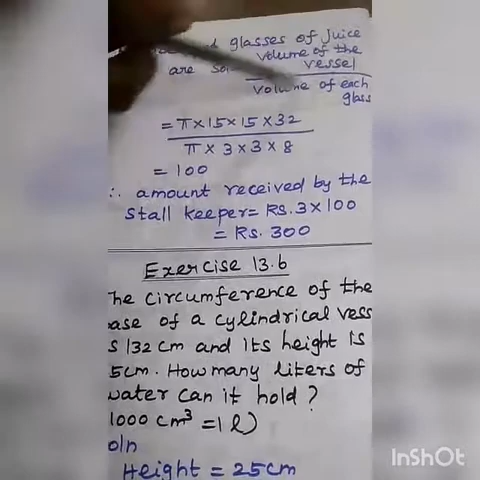 glasses of juice
are volume of the
vessel
volume of each
glass
= π × 15 × 15 × 32
π × 3 × 3 × 8
= 100
∴ amount received by the
stall keeper = Rs. 3 × 100
= Rs. 300
Exercise 13.6
he circumference of the
ase of a cylindrical vess
s 132 cm and its height is
5cm. How many liters of
water can it hold?
1000 cm³ = 1 l)
oln
Height = 25cm
InShOt